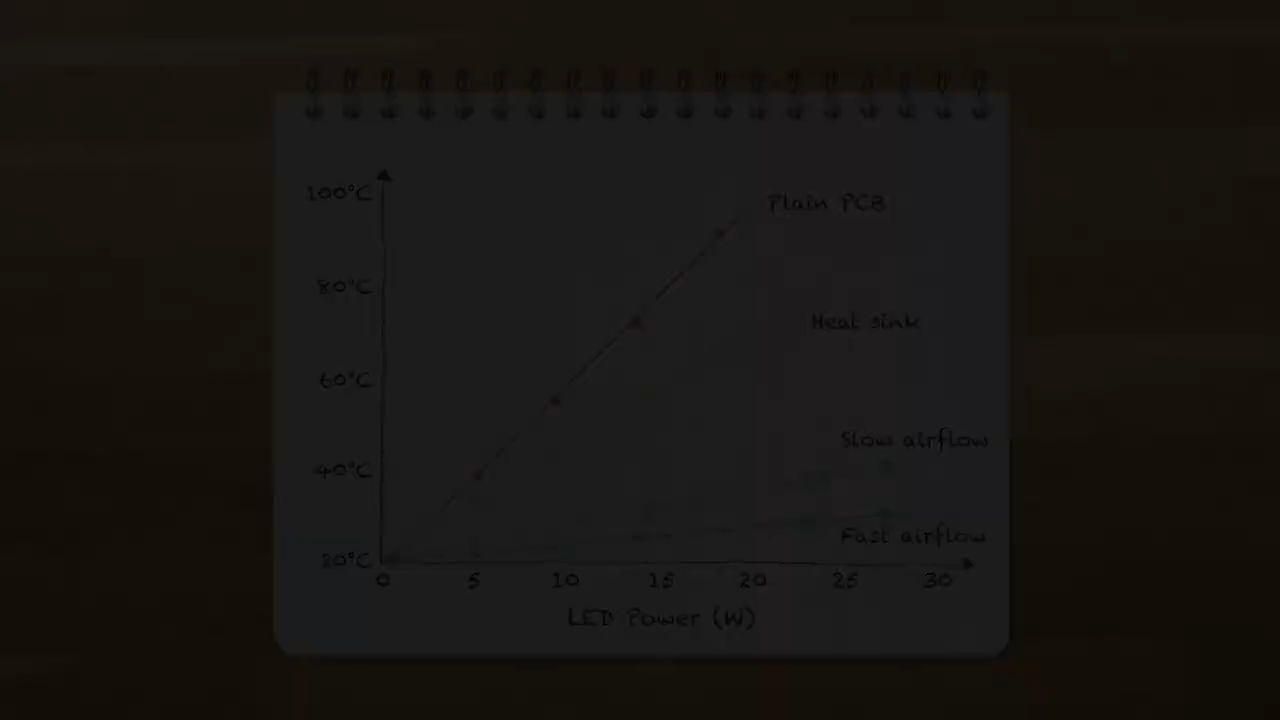 100°C
Plain PCB
80°C
Heat sink
60°C
Slow airflow
40°C
Fast airflow
20°C
0 5 10 15 20 25 30
LED Power (W)